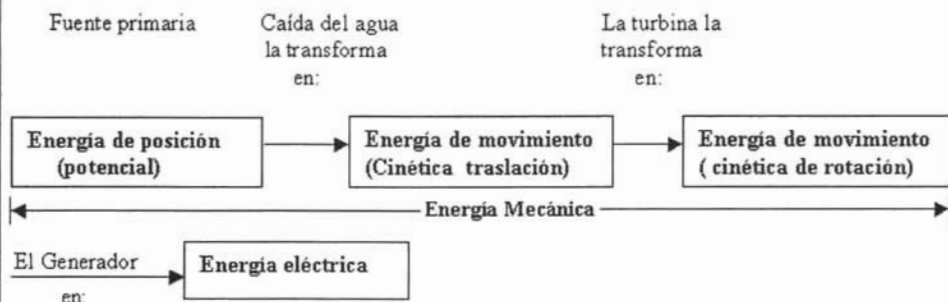 Fuente primaria
Caída del agua
la transforma
en:
La turbina la
transforma
en:
Energía de posición
(potencial)
Energía de movimiento
(Cinética traslación)
Energía de movimiento
( cinética de rotación)
Energía Mecánica
El Generador
en:
Energía eléctrica